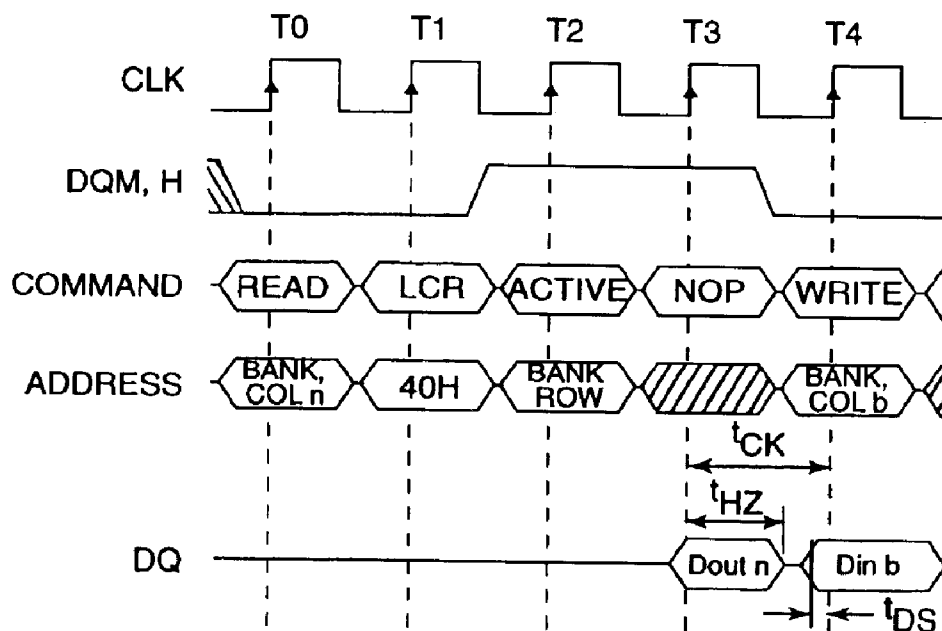 T0 T1 T2 T3 T4
CLK
DQM, H
COMMAND READ LCR ACTIVE NOP WRITE
ADDRESS BANK, COL n 40H BANK ROW BANK, COL b
tCK
tHZ
DQ Dout n Din b
tDS